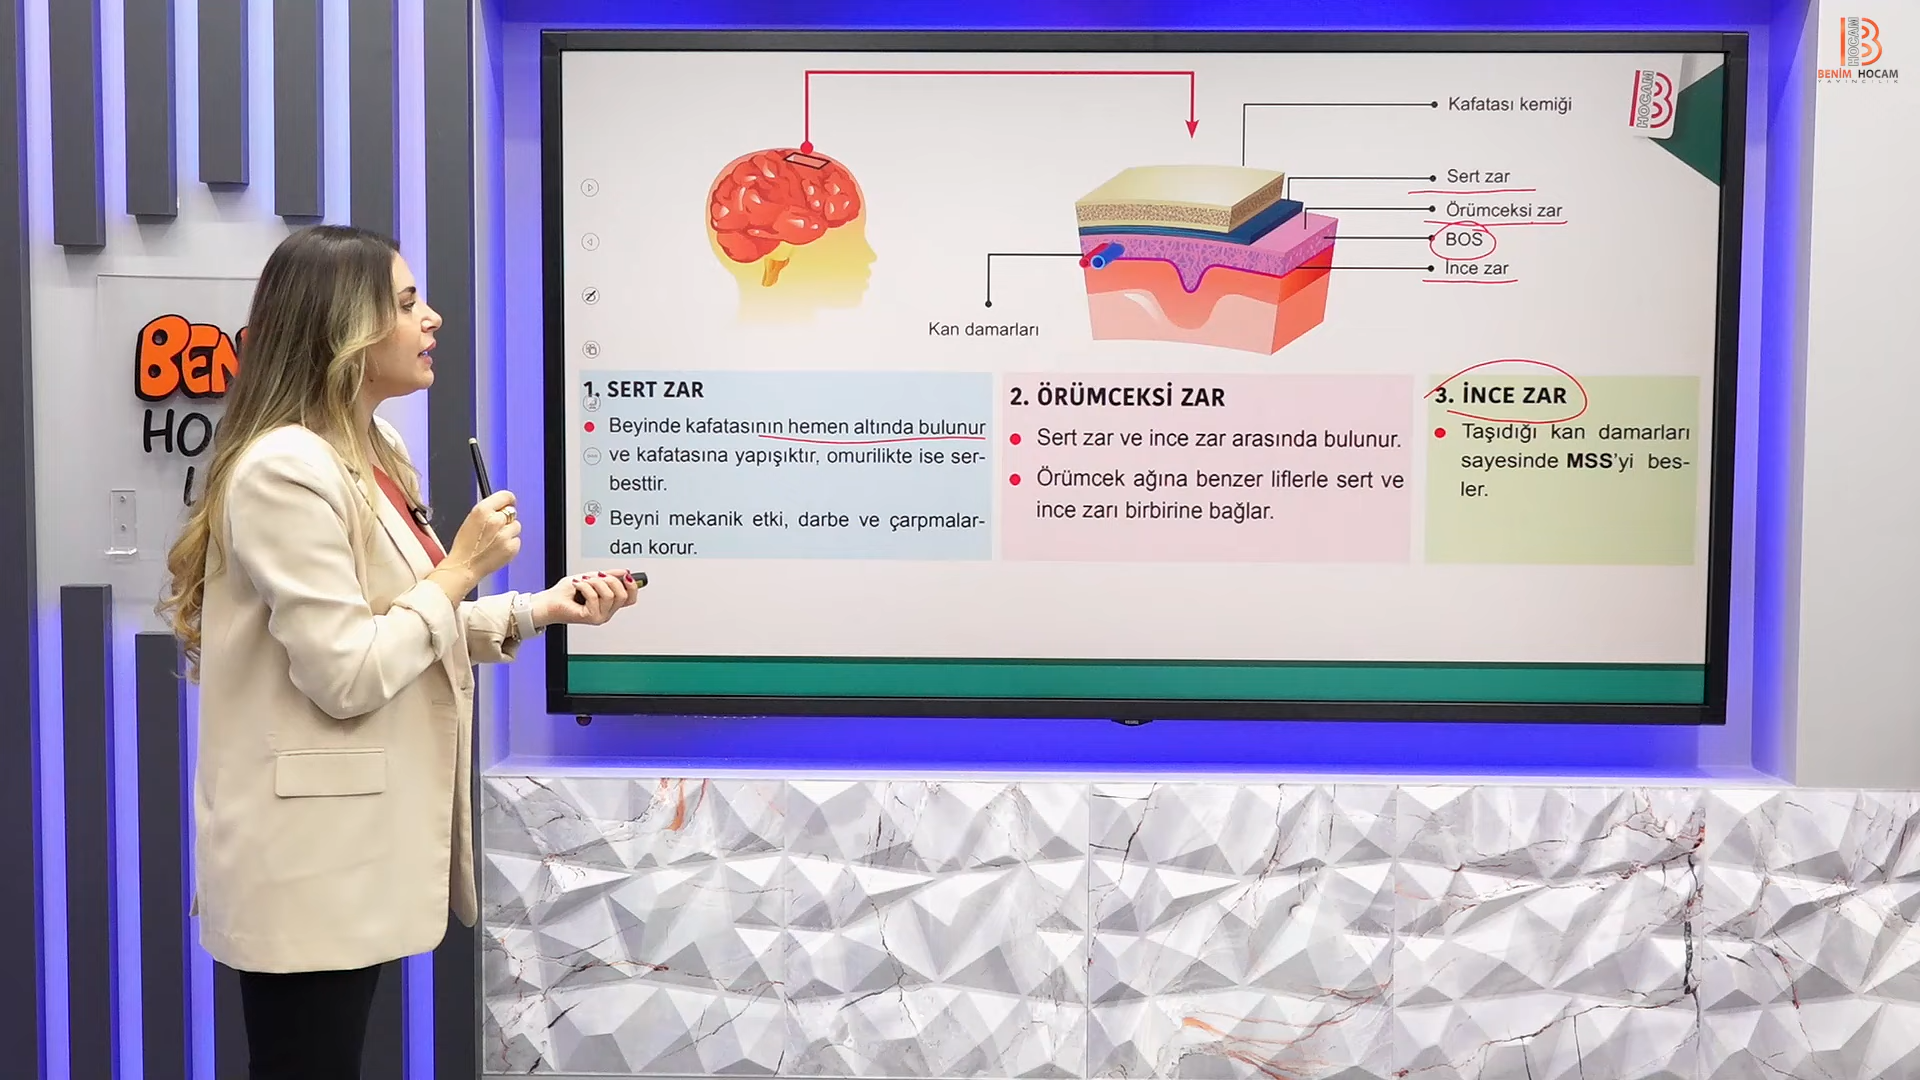 BENİM HOCAM
YAYINCILIK
HOCAM
Kafatası kemiği
Sert zar
Örümceksi zar
BOS
İnce zar
Kan damarları
1. SERT ZAR
Beyinde kafatasının hemen altında bulunur
ve kafatasına yapışıktır, omurilikte ise ser-
besttir.
Beyni mekanik etki, darbe ve çarpmalar-
dan korur.
2. ÖRÜMCEKSİ ZAR
Sert zar ve ince zar arasında bulunur.
Örümcek ağına benzer liflerle sert ve
ince zarı birbirine bağlar.
3. İNCE ZAR
Taşıdığı kan damarları
sayesinde MSS'yi bes-
ler.
BEN
HO